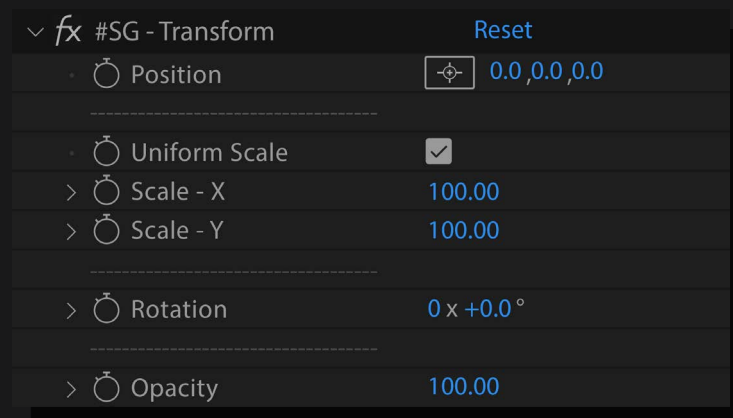 fx #SG - Transform Reset
Position 0.0 ,0.0 ,0.0
-----------------------------------
Uniform Scale
Scale - X 100.00
Scale - Y 100.00
-----------------------------------
Rotation 0 x +0.0 °
-----------------------------------
Opacity 100.00